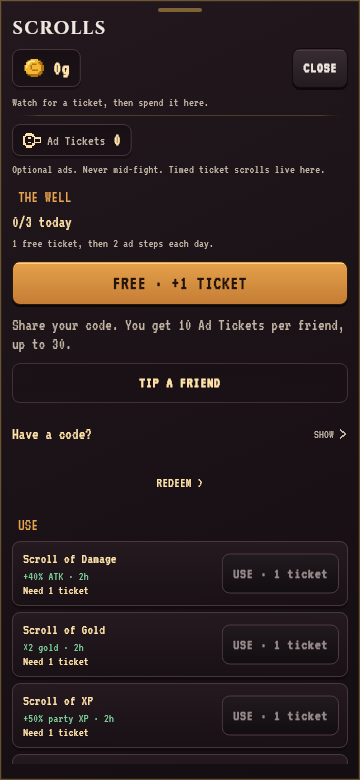 SCROLLS
0g
CLOSE
Watch for a ticket, then spend it here.
Ad Tickets 0
Optional ads. Never mid-fight. Timed ticket scrolls live here.
THE WELL
0/3 today
1 free ticket, then 2 ad steps each day.
FREE · +1 TICKET
Share your code. You get 10 Ad Tickets per friend,
up to 30.
TIP A FRIEND
Have a code?
SHOW >
REDEEM >
USE
Scroll of Damage
+40% ATK · 2h
Need 1 ticket
USE · 1 ticket
Scroll of Gold
X2 gold · 2h
Need 1 ticket
USE · 1 ticket
Scroll of XP
+50% party XP · 2h
Need 1 ticket
USE · 1 ticket